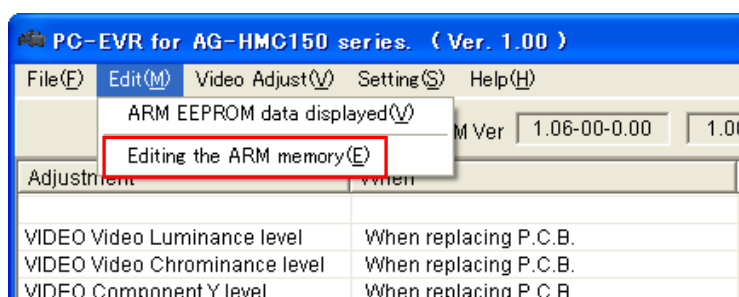 PC-EVR for AG-HMC150 series. ( Ver. 1.00 )
File(F) Edit(M) Video Adjust(V) Setting(S) Help(H)
ARM EEPROM data displayed(V)
M Ver 1.06-00-0.00 1.0
Editing the ARM memory(E)
Adjustment When
VIDEO Video Luminance level When replacing P.C.B.
VIDEO Video Chrominance level When replacing P.C.B.
VIDEO Component Y level When replacing P.C.B.